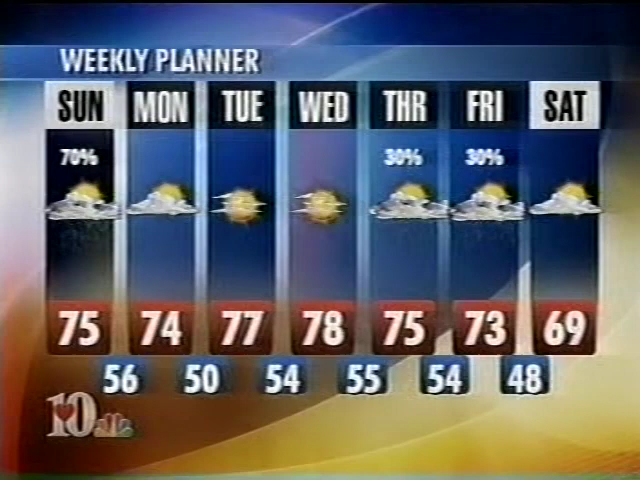 WEEKLY PLANNER
SUN MON TUE WED THR FRI SAT
70% 30% 30%
75 74 77 78 75 73 69
56 50 54 55 54 48
10